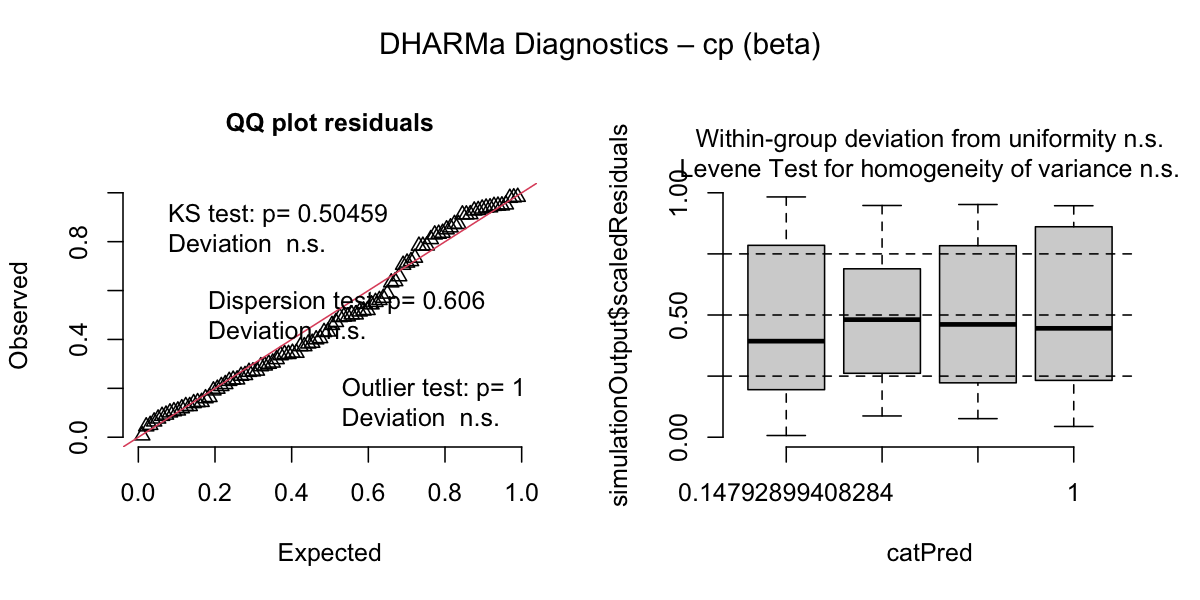 DHARMa Diagnostics – cp (beta)
QQ plot residuals
KS test: p= 0.50459
Deviation  n.s.
Dispersion test: p= 0.606
Deviation  n.s.
Outlier test: p= 1
Deviation  n.s.
Observed
0.0
0.4
0.8
0.0 0.2 0.4 0.6 0.8 1.0
Expected
Within-group deviation from uniformity n.s.
Levene Test for homogeneity of variance n.s.
simulationOutput$scaledResiduals
0.00
0.50
1.00
0.14792899408284 1
catPred